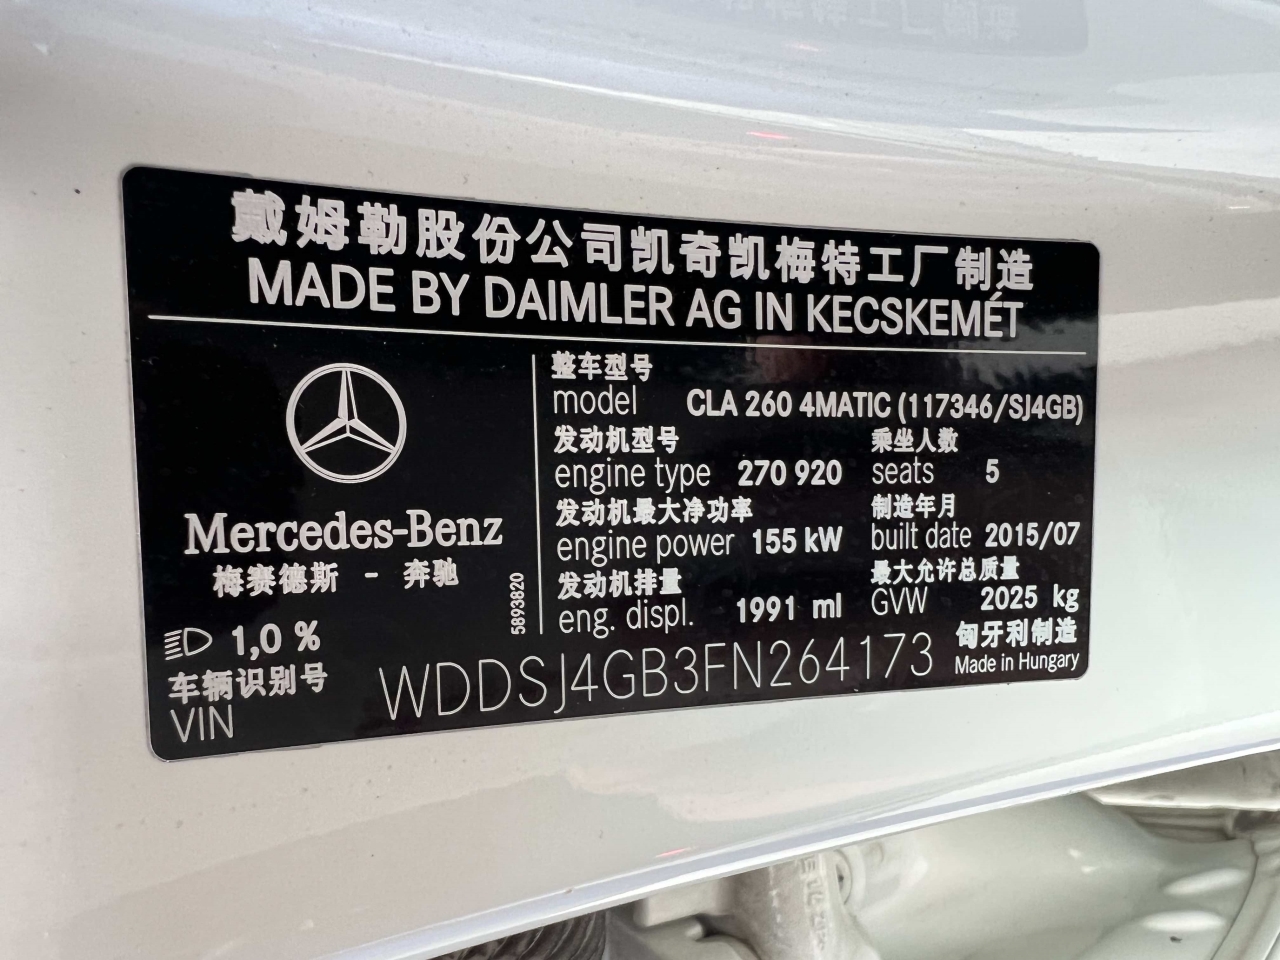 戴姆勒股份公司凯奇凯梅特工厂制造
MADE BY DAIMLER AG IN KECSKEMÉT
整车型号
model CLA 260 4MATIC (117346/SJ4GB)
发动机型号 乘坐人数
engine type 270 920 seats 5
发动机最大净功率 制造年月
engine power 155 kW built date 2015/07
发动机排量 最大允许总质量
eng. displ. 1991 ml GVW 2025 kg
Mercedes-Benz
梅赛德斯 - 奔驰
5893820
1,0 %
车辆识别号
VIN WDDSJ4GB3FN264173
匈牙利制造
Made in Hungary